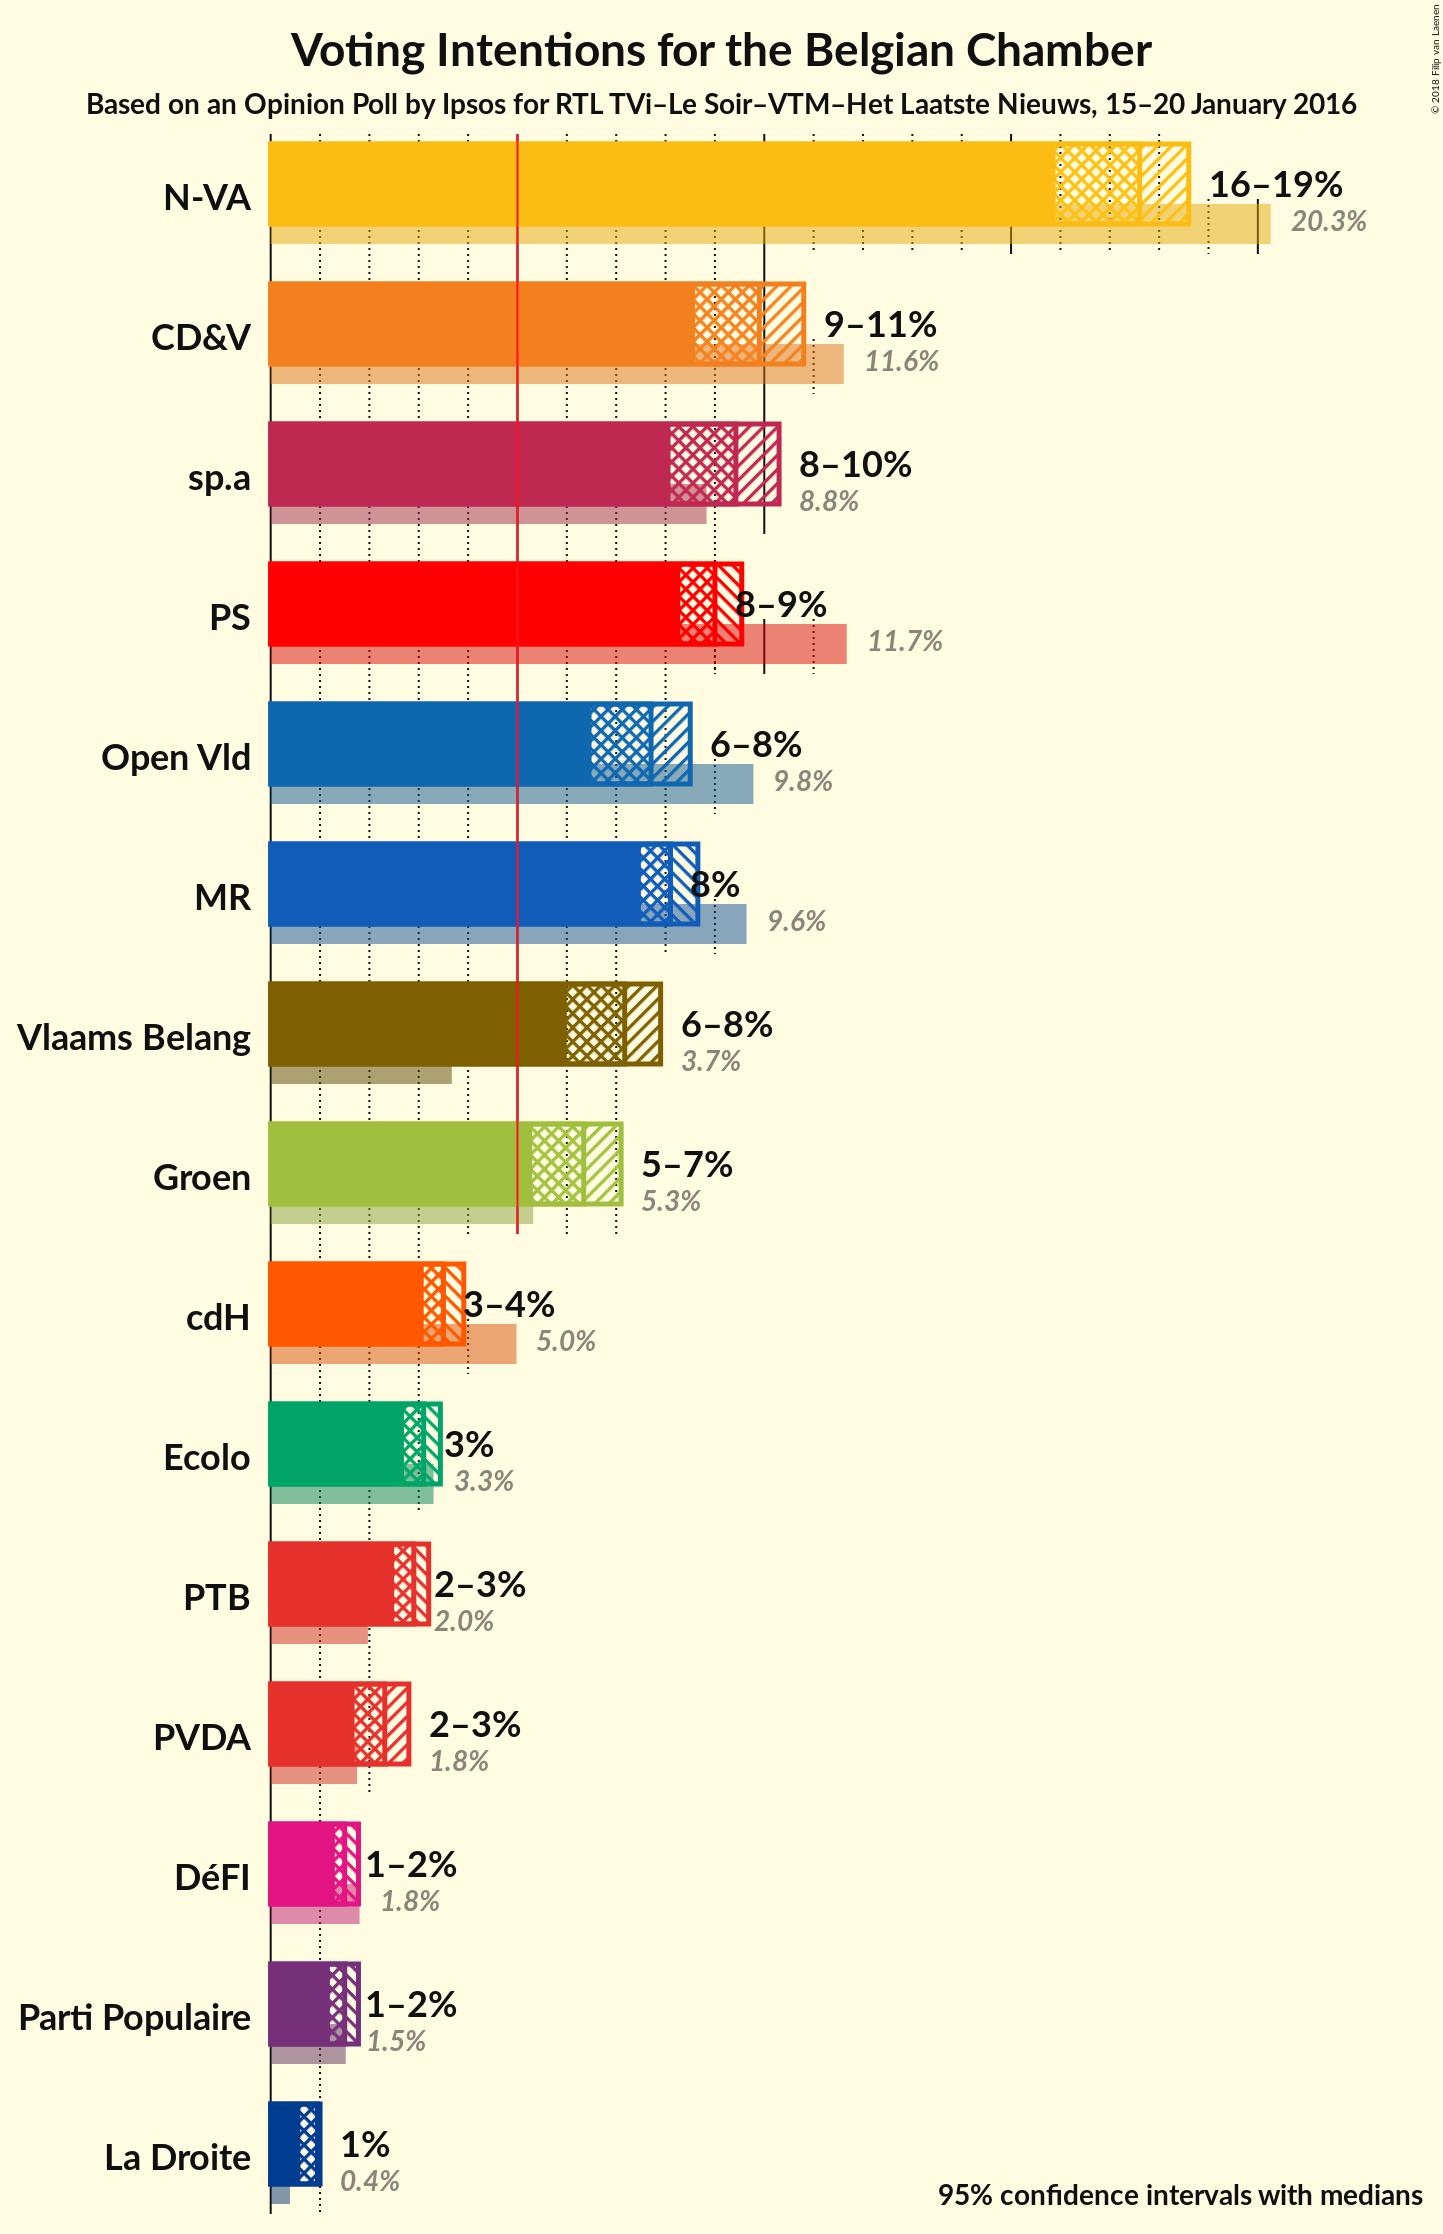 Voting Intentions for the Belgian Chamber
Based on an Opinion Poll by Ipsos for RTL TVi–Le Soir–VTM–Het Laatste Nieuws, 15–20 January 2016
© 2018 Filip van Laenen
N-VA
16–19%
20.3%
CD&V
9–11%
11.6%
sp.a
8–10%
8.8%
PS
8–9%
11.7%
Open Vld
6–8%
9.8%
MR
8%
9.6%
Vlaams Belang
6–8%
3.7%
Groen
5–7%
5.3%
cdH
3–4%
5.0%
Ecolo
3%
3.3%
PTB
2–3%
2.0%
PVDA
2–3%
1.8%
DéFI
1–2%
1.8%
Parti Populaire
1–2%
1.5%
La Droite
1%
0.4%
95% confidence intervals with medians